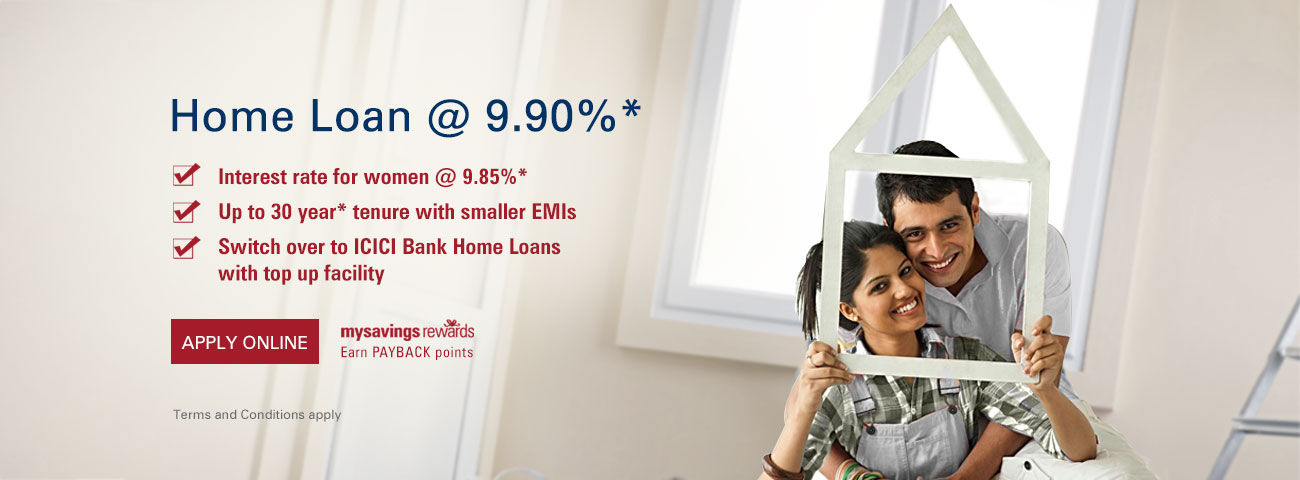 Home Loan @ 9.90%*
Interest rate for women @ 9.85%*
Up to 30 year* tenure with smaller EMIs
Switch over to ICICI Bank Home Loans
with top up facility
APPLY ONLINE
mysavings rewards
Earn PAYBACK points
Terms and Conditions apply